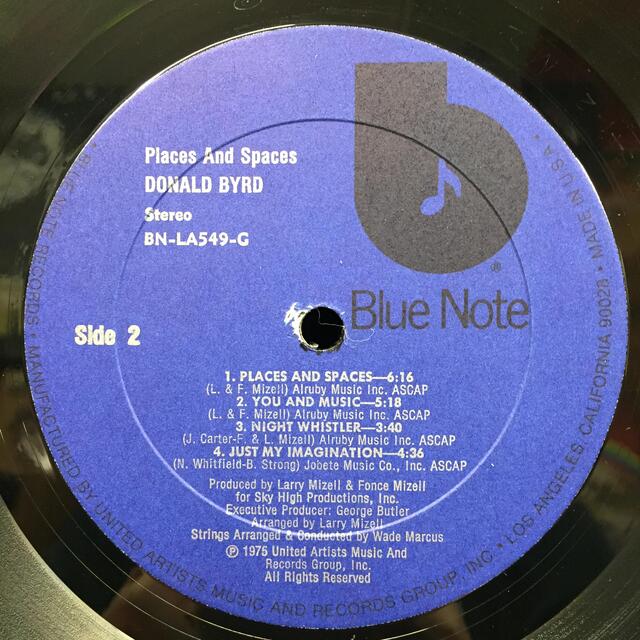 Places And Spaces
DONALD BYRD
Stereo
BN-LA549-G
b
®
Blue Note
Side 2
1. PLACES AND SPACES—6:16
(L. & F. Mizell) Alruby Music Inc. ASCAP
2. YOU AND MUSIC—5:18
(L. & F. Mizell) Alruby Music Inc. ASCAP
3. NIGHT WHISTLER—3:40
(J. Carter-F. & L. Mizell) Alruby Music Inc. ASCAP
4. JUST MY IMAGINATION—4:36
(N. Whitfield-B. Strong) Jobete Music Co., Inc. ASCAP
Produced by Larry Mizell & Fonce Mizell
for Sky High Productions, Inc.
Executive Producer: George Butler
Arranged by Larry Mizell
Strings Arranged & Conducted by Wade Marcus
℗ 1975 United Artists Music And
Records Group, Inc.
All Rights Reserved
BLUE NOTE RECORDS • MANUFACTURED BY UNITED ARTISTS MUSIC AND RECORDS GROUP, INC. • LOS ANGELES, CALIFORNIA 90028 • MADE IN U.S.A. •